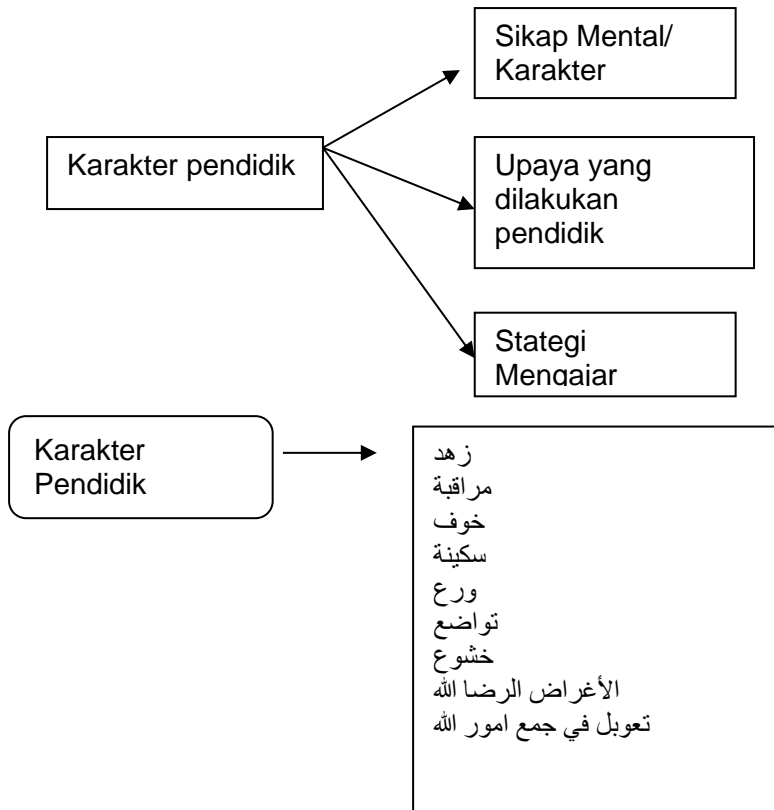 Sikap Mental/
Karakter
Karakter pendidik
Upaya yang
dilakukan
pendidik
Stategi
Mengajar
Karakter
Pendidik
زهد
مراقبة
خوف
سكينة
ورع
تواضع
خشوع
الأغراض الرضا الله
تعوبل في جمع امور الله